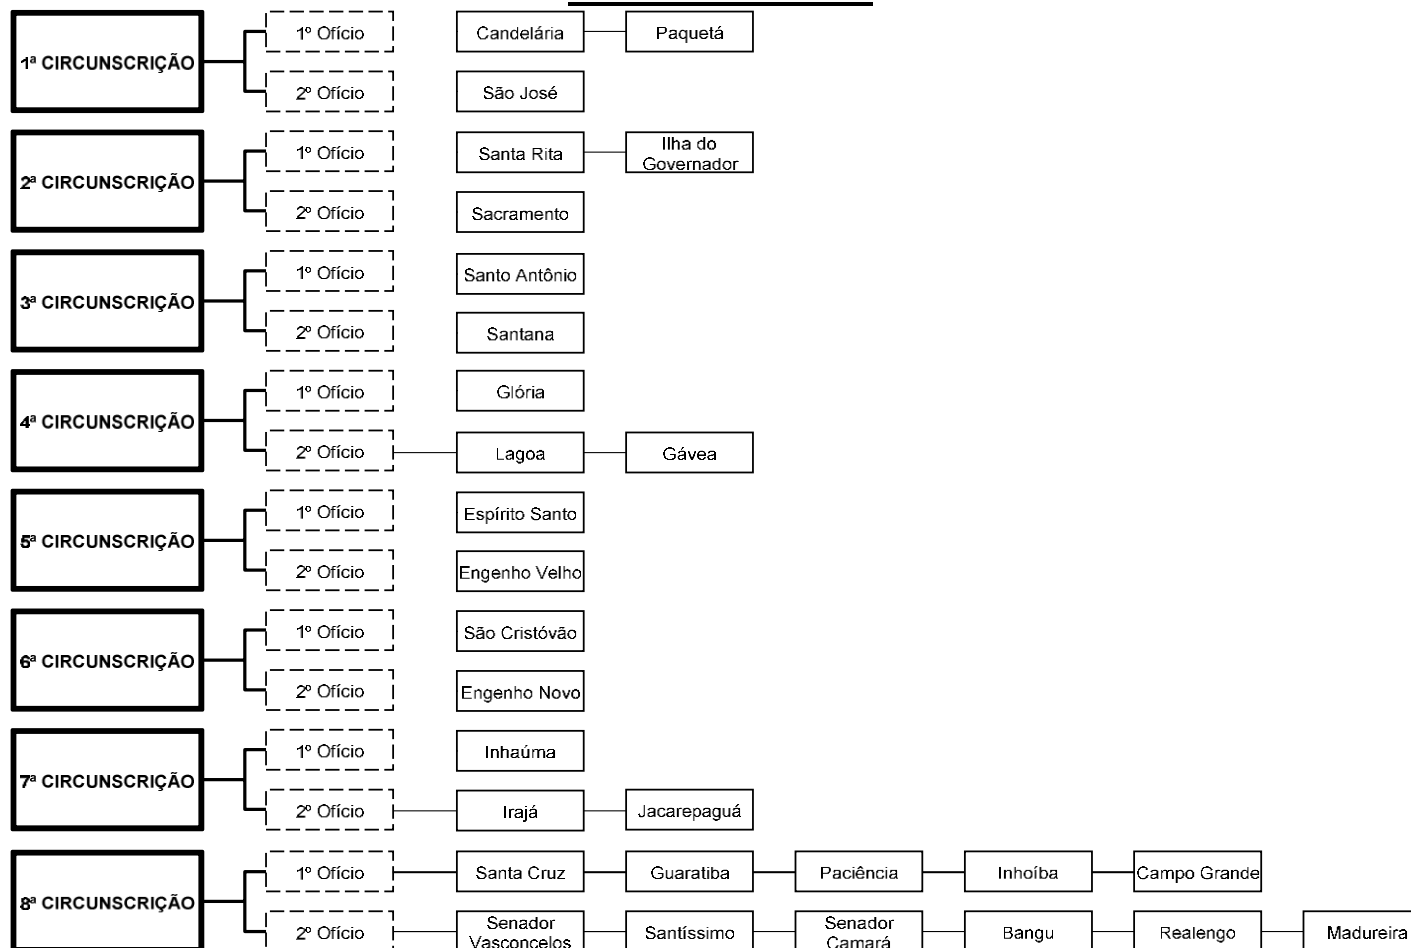 1ª CIRCUNSCRIÇÃO
1º Ofício
Candelária
Paquetá
2º Ofício
São José
2ª CIRCUNSCRIÇÃO
1º Ofício
Santa Rita
Ilha do
Governador
2º Ofício
Sacramento
3ª CIRCUNSCRIÇÃO
1º Ofício
Santo Antônio
2º Ofício
Santana
4ª CIRCUNSCRIÇÃO
1º Ofício
Glória
2º Ofício
Lagoa
Gávea
5ª CIRCUNSCRIÇÃO
1º Ofício
Espírito Santo
2º Ofício
Engenho Velho
6ª CIRCUNSCRIÇÃO
1º Ofício
São Cristóvão
2º Ofício
Engenho Novo
7ª CIRCUNSCRIÇÃO
1º Ofício
Inhaúma
2º Ofício
Irajá
Jacarepaguá
8ª CIRCUNSCRIÇÃO
1º Ofício
Santa Cruz
Guaratiba
Paciência
Inhoíba
Campo Grande
2º Ofício
Senador
Vasconcelos
Santíssimo
Senador
Camará
Bangu
Realengo
Madureira